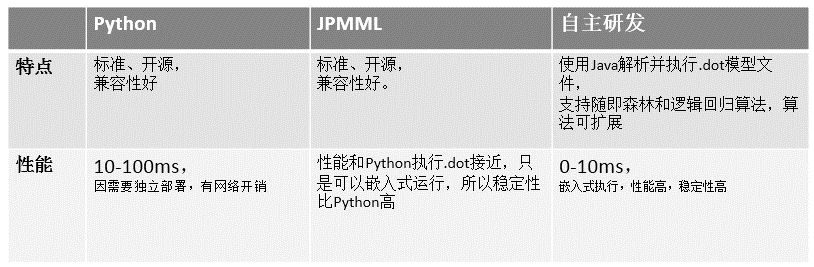 Python
JPMML
自主研发
特点
标准、开源，
兼容性好
标准、开源，
兼容性好。
使用Java解析并执行.dot模型文
件，
支持随即森林和逻辑回归算法，算
法可扩展
性能
10-100ms，
因需要独立部署，有网络开销
性能和Python执行.dot接近，只
是可以嵌入式运行，所以稳定性
比Python高
0-10ms，
嵌入式执行，性能高，稳定性高